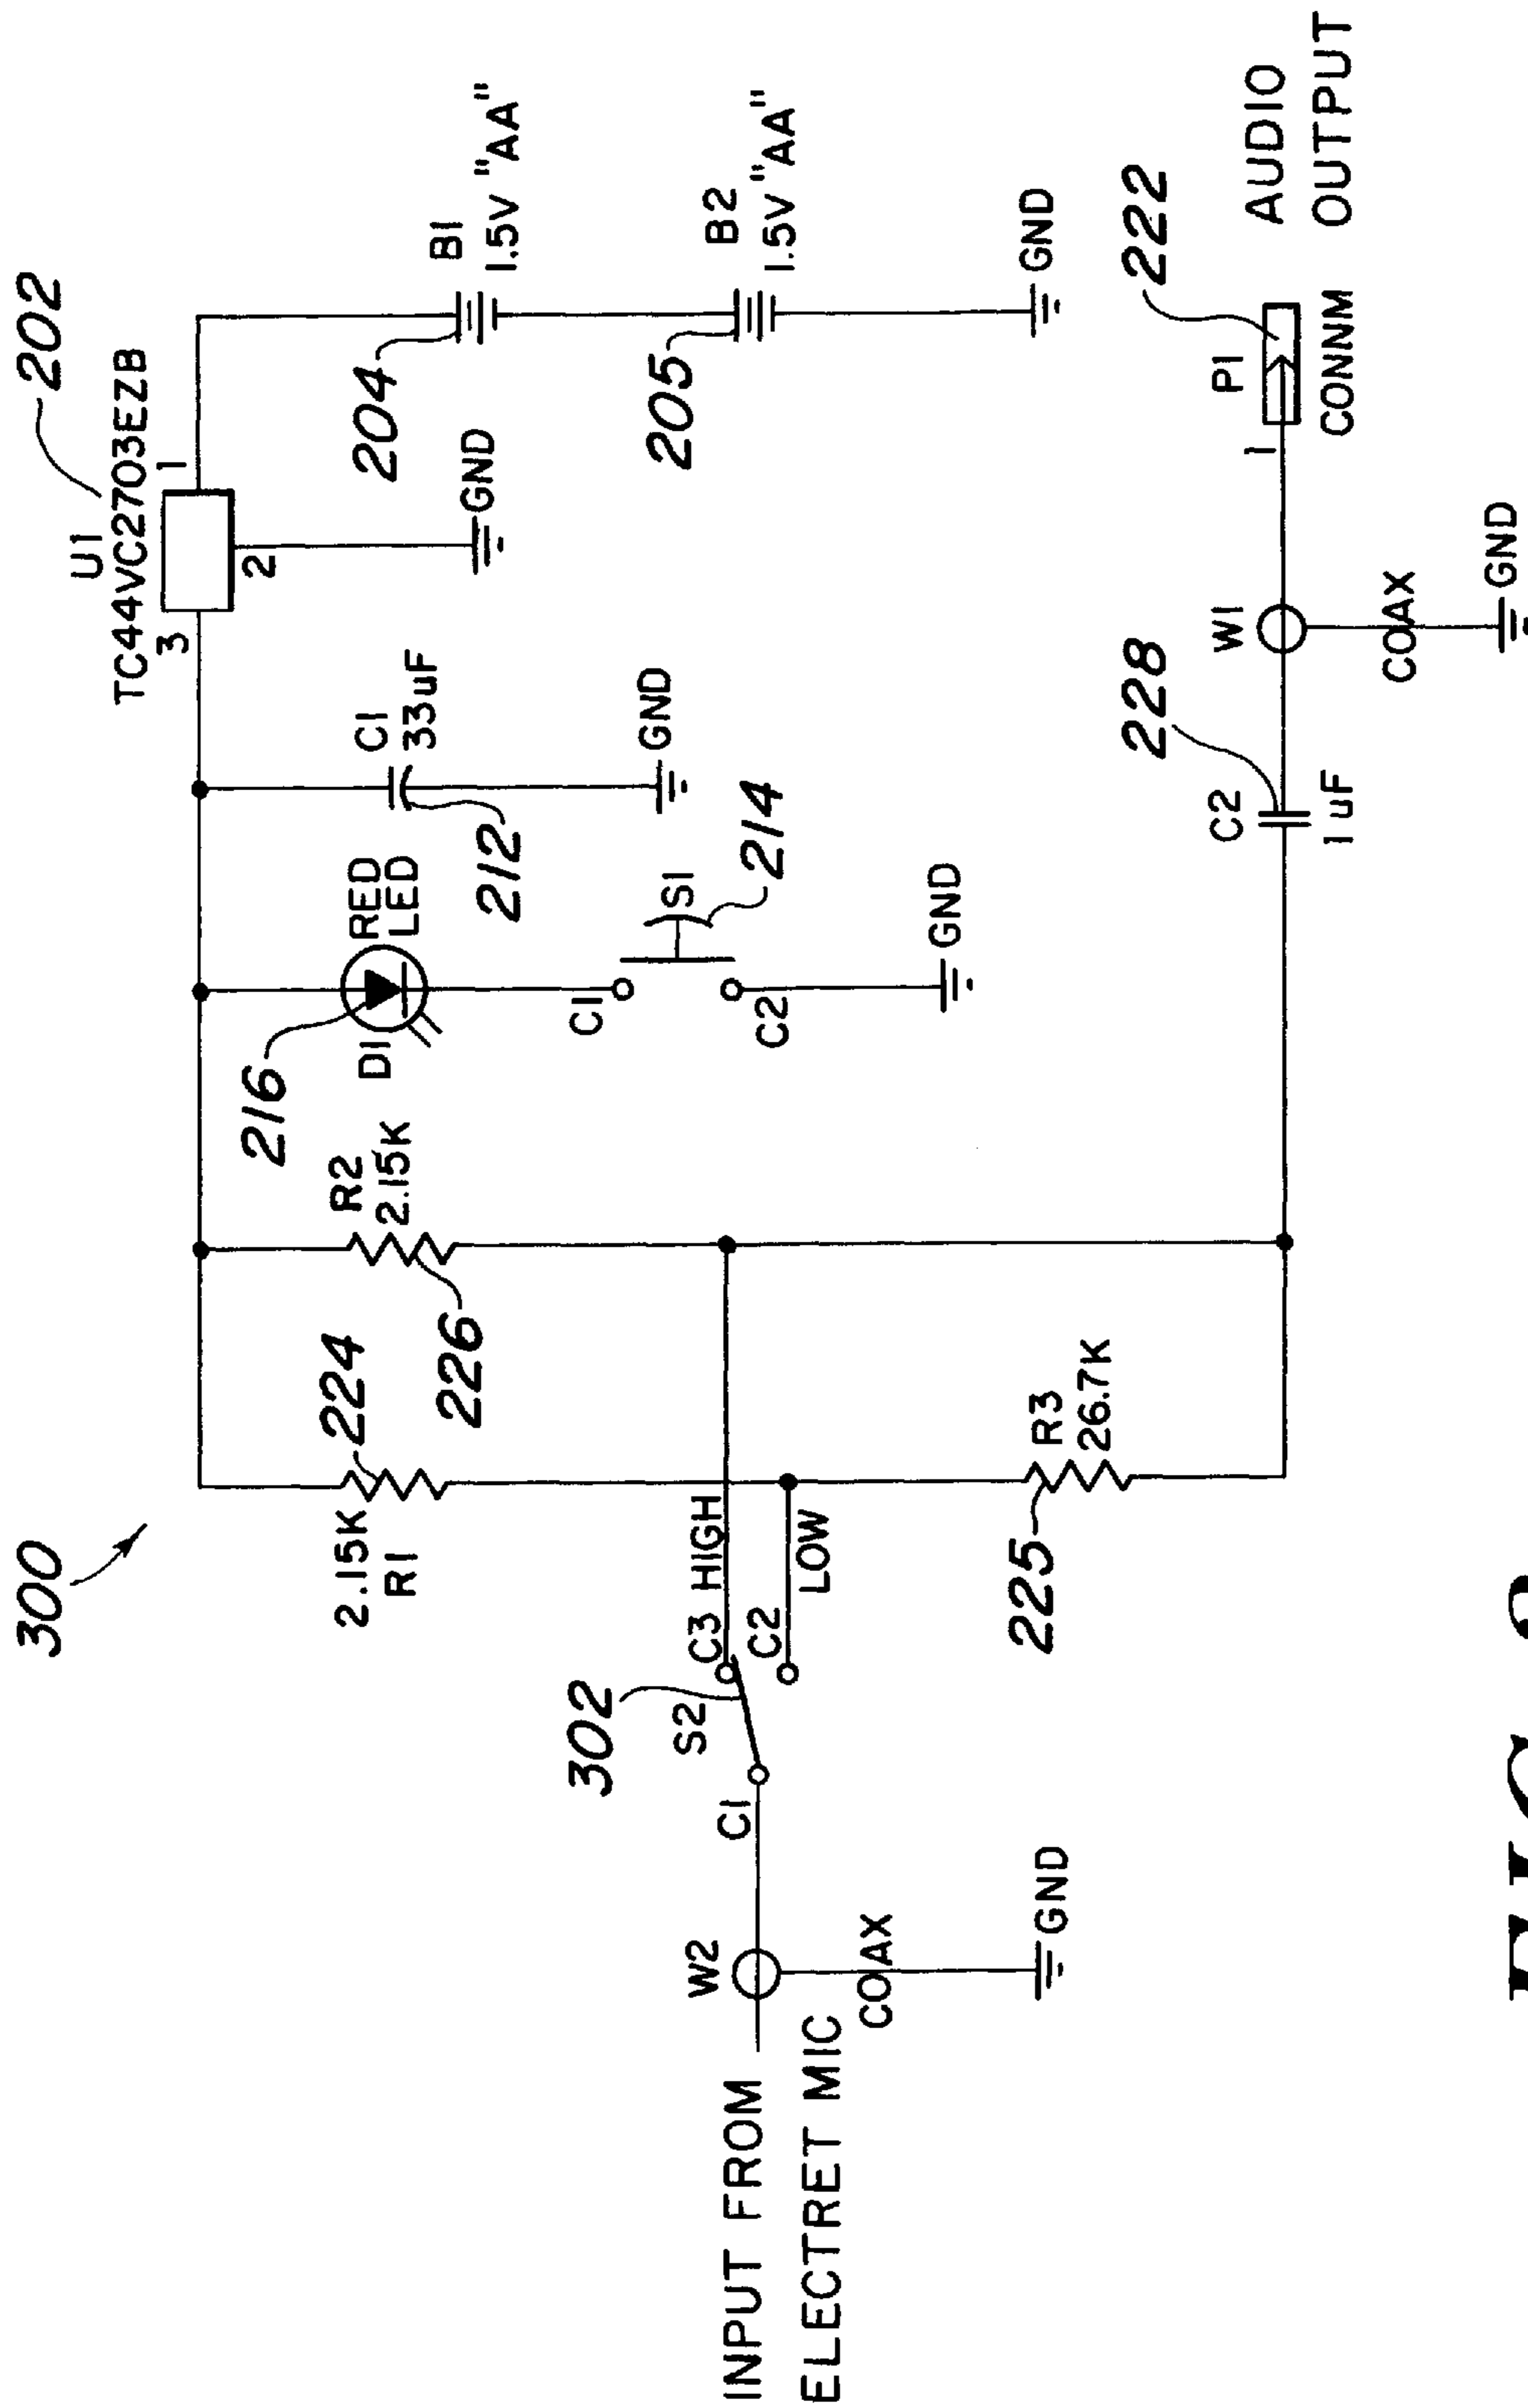 300
202
U1
TC44VC2703EZB
3
1
2
GND
B1
1.5V "AA"
204
B2
1.5V "AA"
205
GND
C1
33uF
212
GND
RED
LED
216
D1
C1
S1
214
C2
GND
R2
2.15K
226
224
2.15K
R1
302
S2
C3 HIGH
C2
LOW
C1
W2
COAX
GND
INPUT FROM
ELECTRET MIC
R3
26.7K
225
228
C2
1uF
W1
COAX
GND
222
P1
1
CONNM
AUDIO
OUTPUT